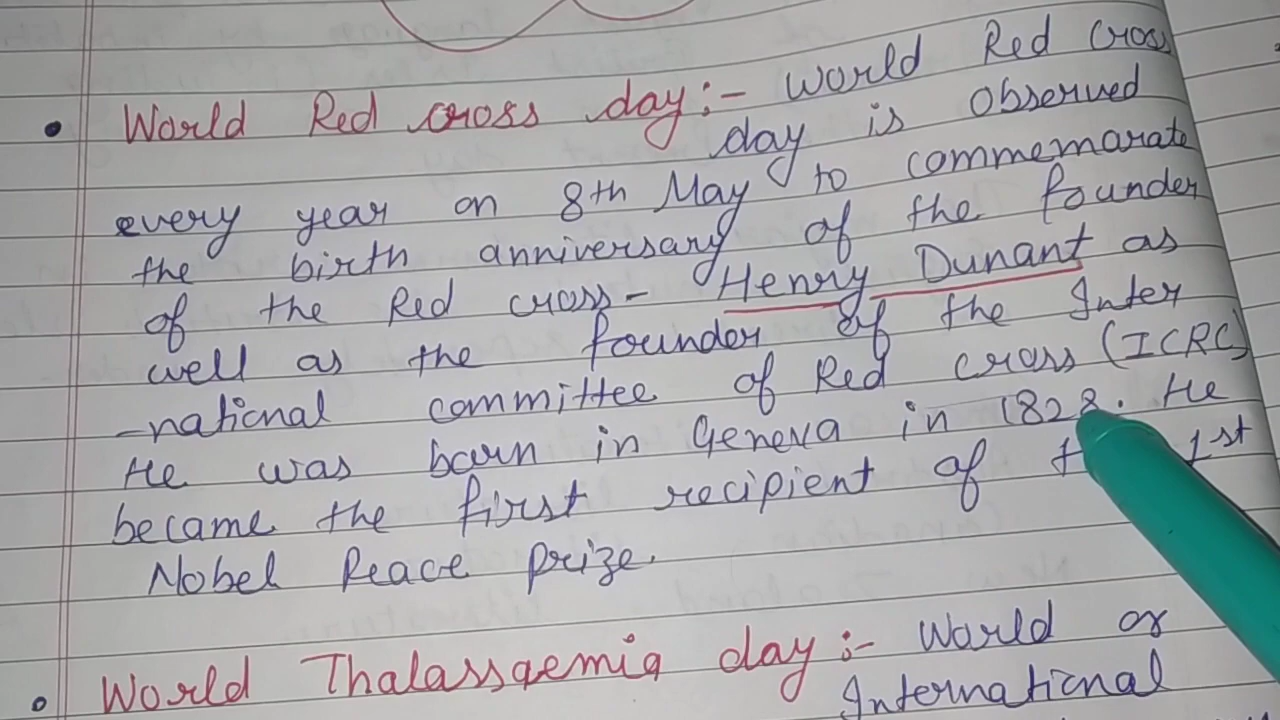 • World Red cross day:- World Red Cross
day is observed
every year on 8th May to commemarate
the birth anniversary of the founder
of the Red cross- Henry Dunant as
well as the founder of the Inter
-national committee of Red cross (ICRC)
He was born in Geneva in 1828. He
became the first recipient of 1st
Nobel Peace prize.
• World Thalassaemia day:- World or
International